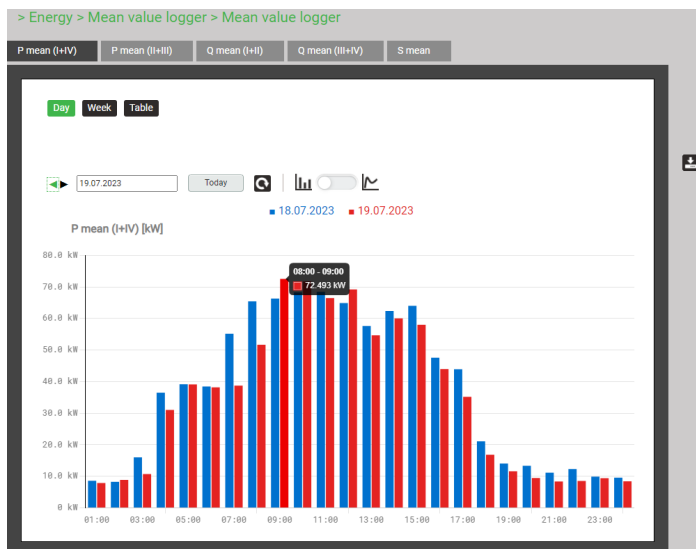 > Energy > Mean value logger > Mean value logger
P mean (I+IV) P mean (II+III) Q mean (I+II) Q mean (III+IV) S mean
Day Week Table
19.07.2023 Today
18.07.2023 19.07.2023
P mean (I+IV) [kW]
80.0 kW
08:00 - 09:00
72.493 kW
70.0 kW
60.0 kW
50.0 kW
40.0 kW
30.0 kW
20.0 kW
10.0 kW
0 kW
01:00 03:00 05:00 07:00 09:00 11:00 13:00 15:00 17:00 19:00 21:00 23:00